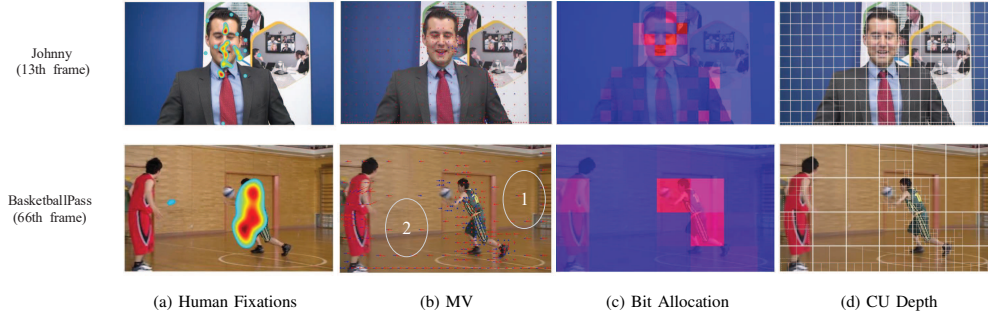 Johnny
(13th frame)
BasketballPass
(66th frame)
1
2
(a) Human Fixations
(b) MV
(c) Bit Allocation
(d) CU Depth